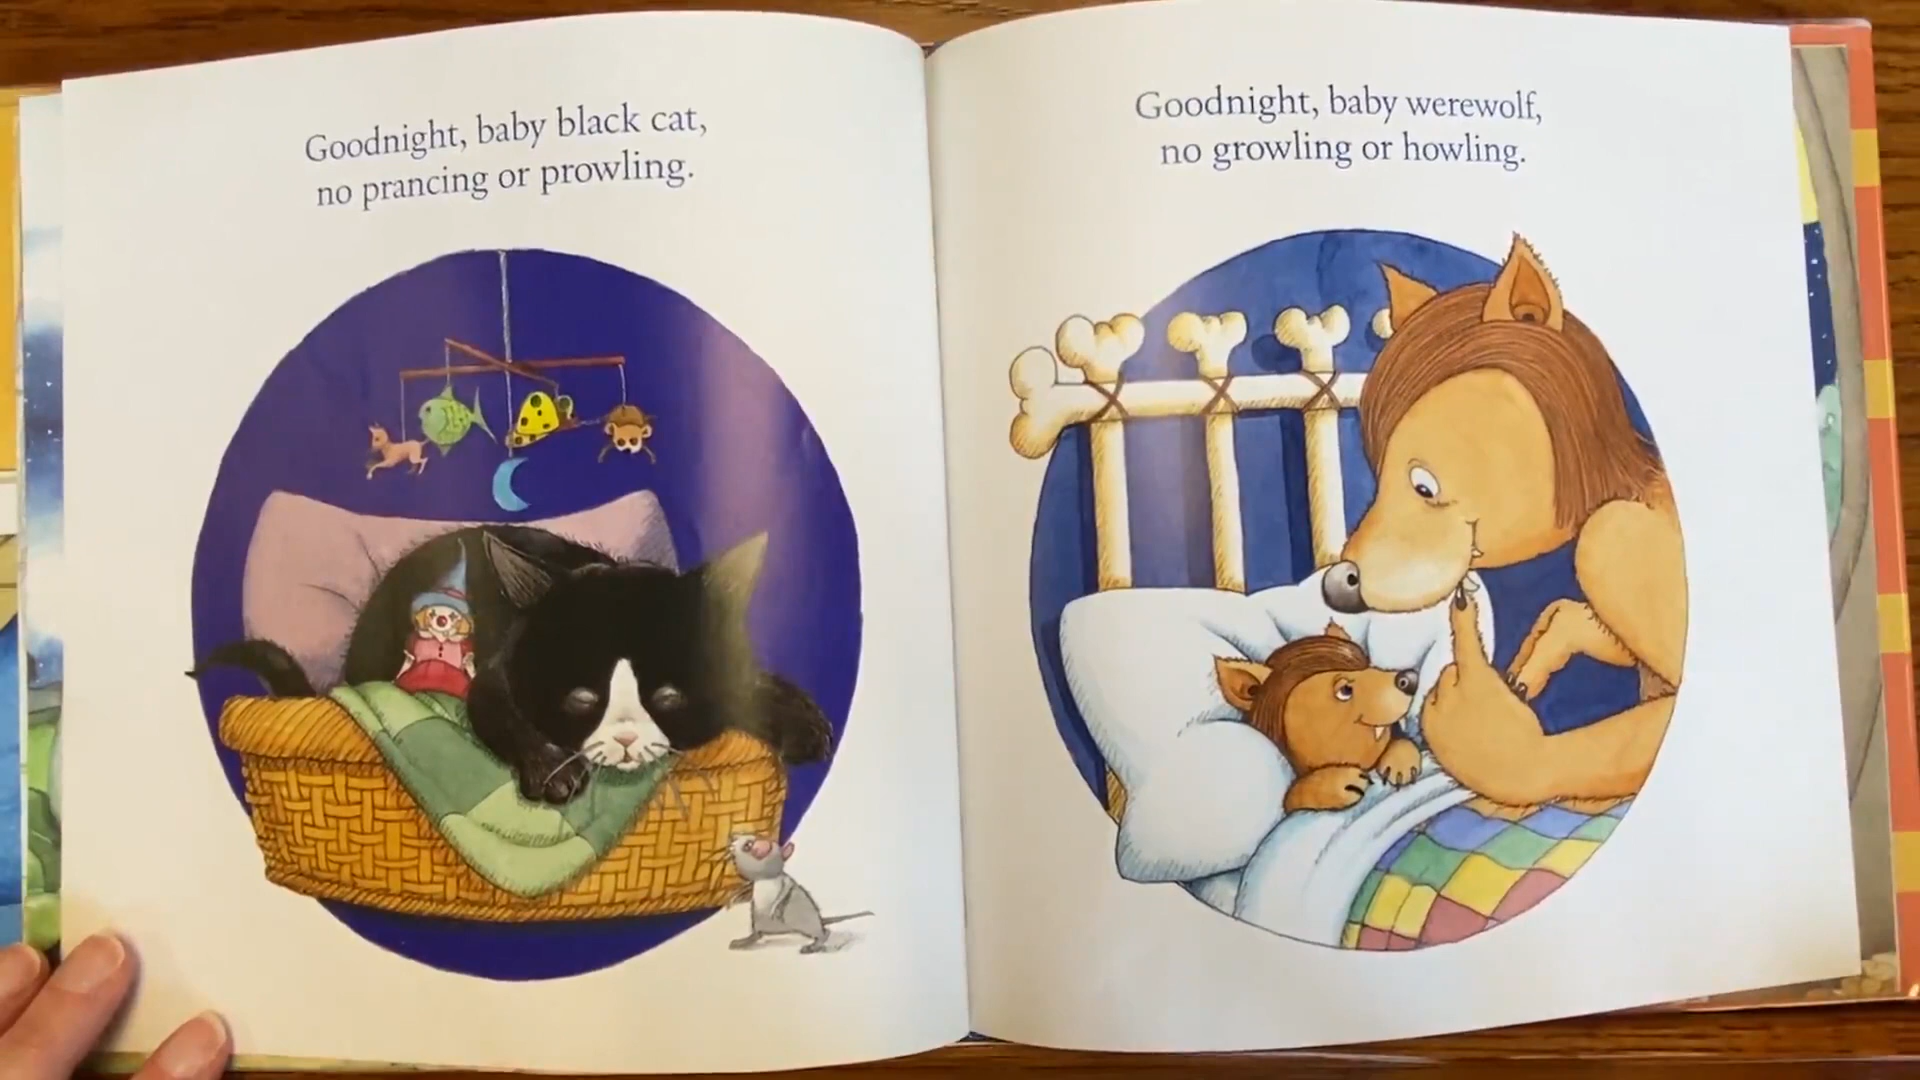 Goodnight, baby black cat,
no prancing or prowling.
Goodnight, baby werewolf,
no growling or howling.